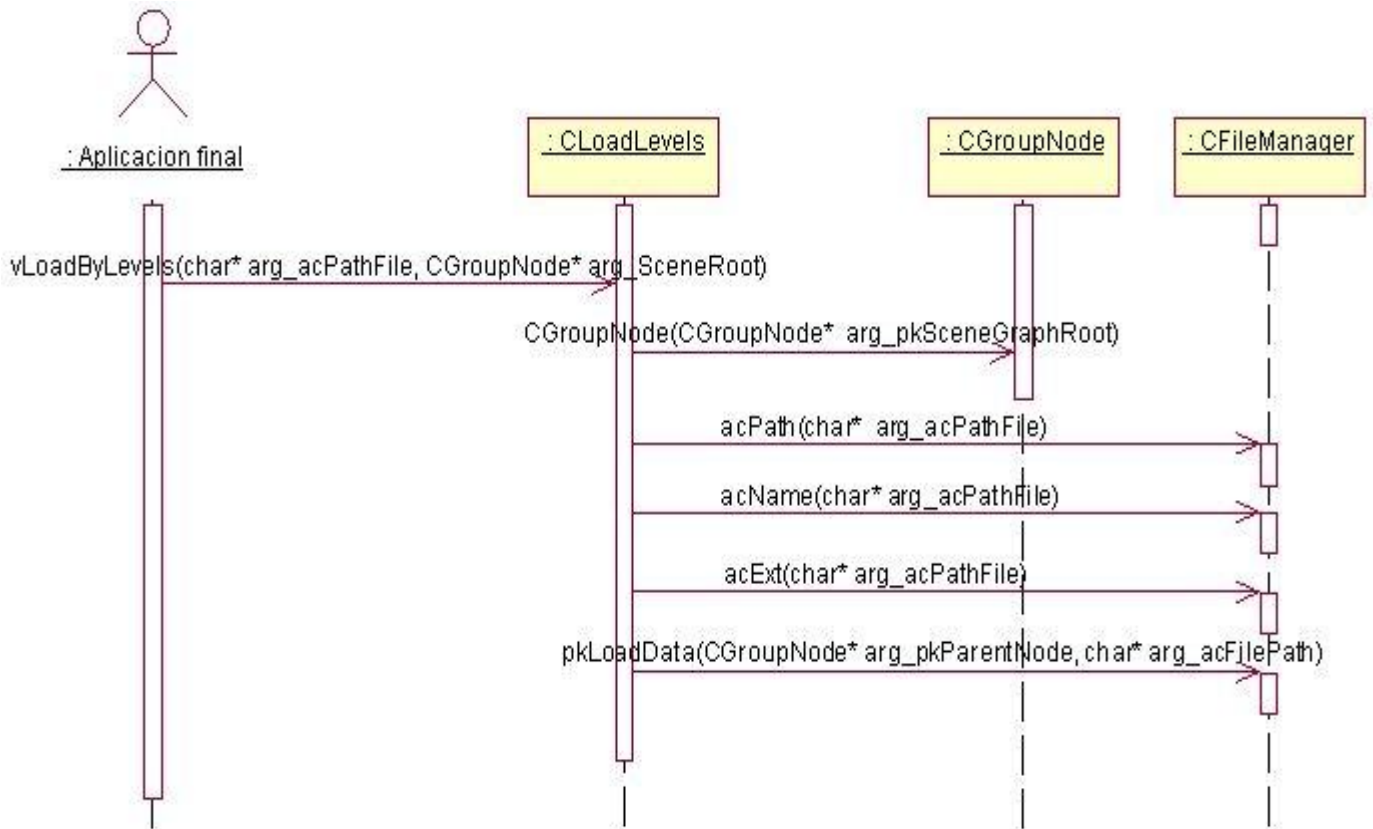 : Aplicacion final
: CLoadLevels
: CGroupNode
: CFileManager
vLoadByLevels(char* arg_acPathFile, CGroupNode* arg_SceneRoot)
CGroupNode(CGroupNode* arg_pkSceneGraphRoot)
acPath(char* arg_acPathFile)
acName(char* arg_acPathFile)
acExt(char* arg_acPathFile)
pkLoadData(CGroupNode* arg_pkParentNode, char* arg_acFilePath)